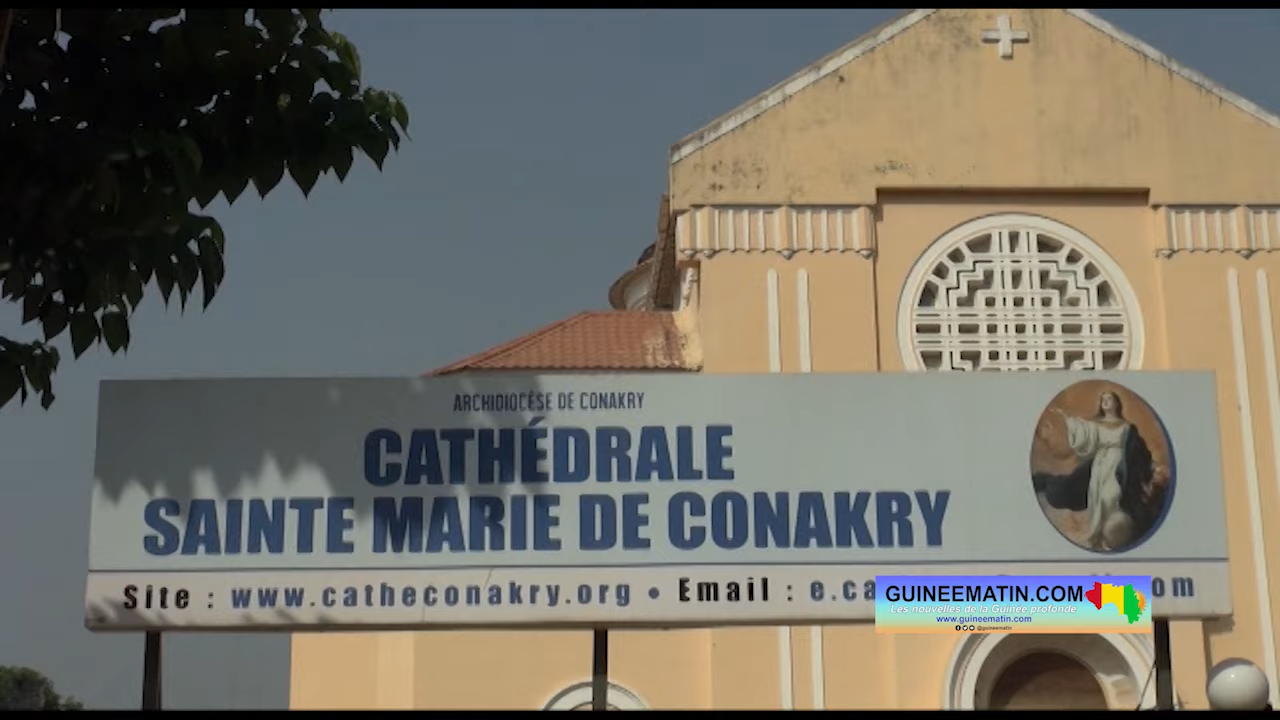 ARCHIDIOCÈSE DE CONAKRY
CATHÉDRALE
SAINTE MARIE DE CONAKRY
Site : www.catheconakry.org • Email :
GUINEEMATIN.COM
Les nouvelles de la Guinée profonde
www.guineematin.com
@guineematin